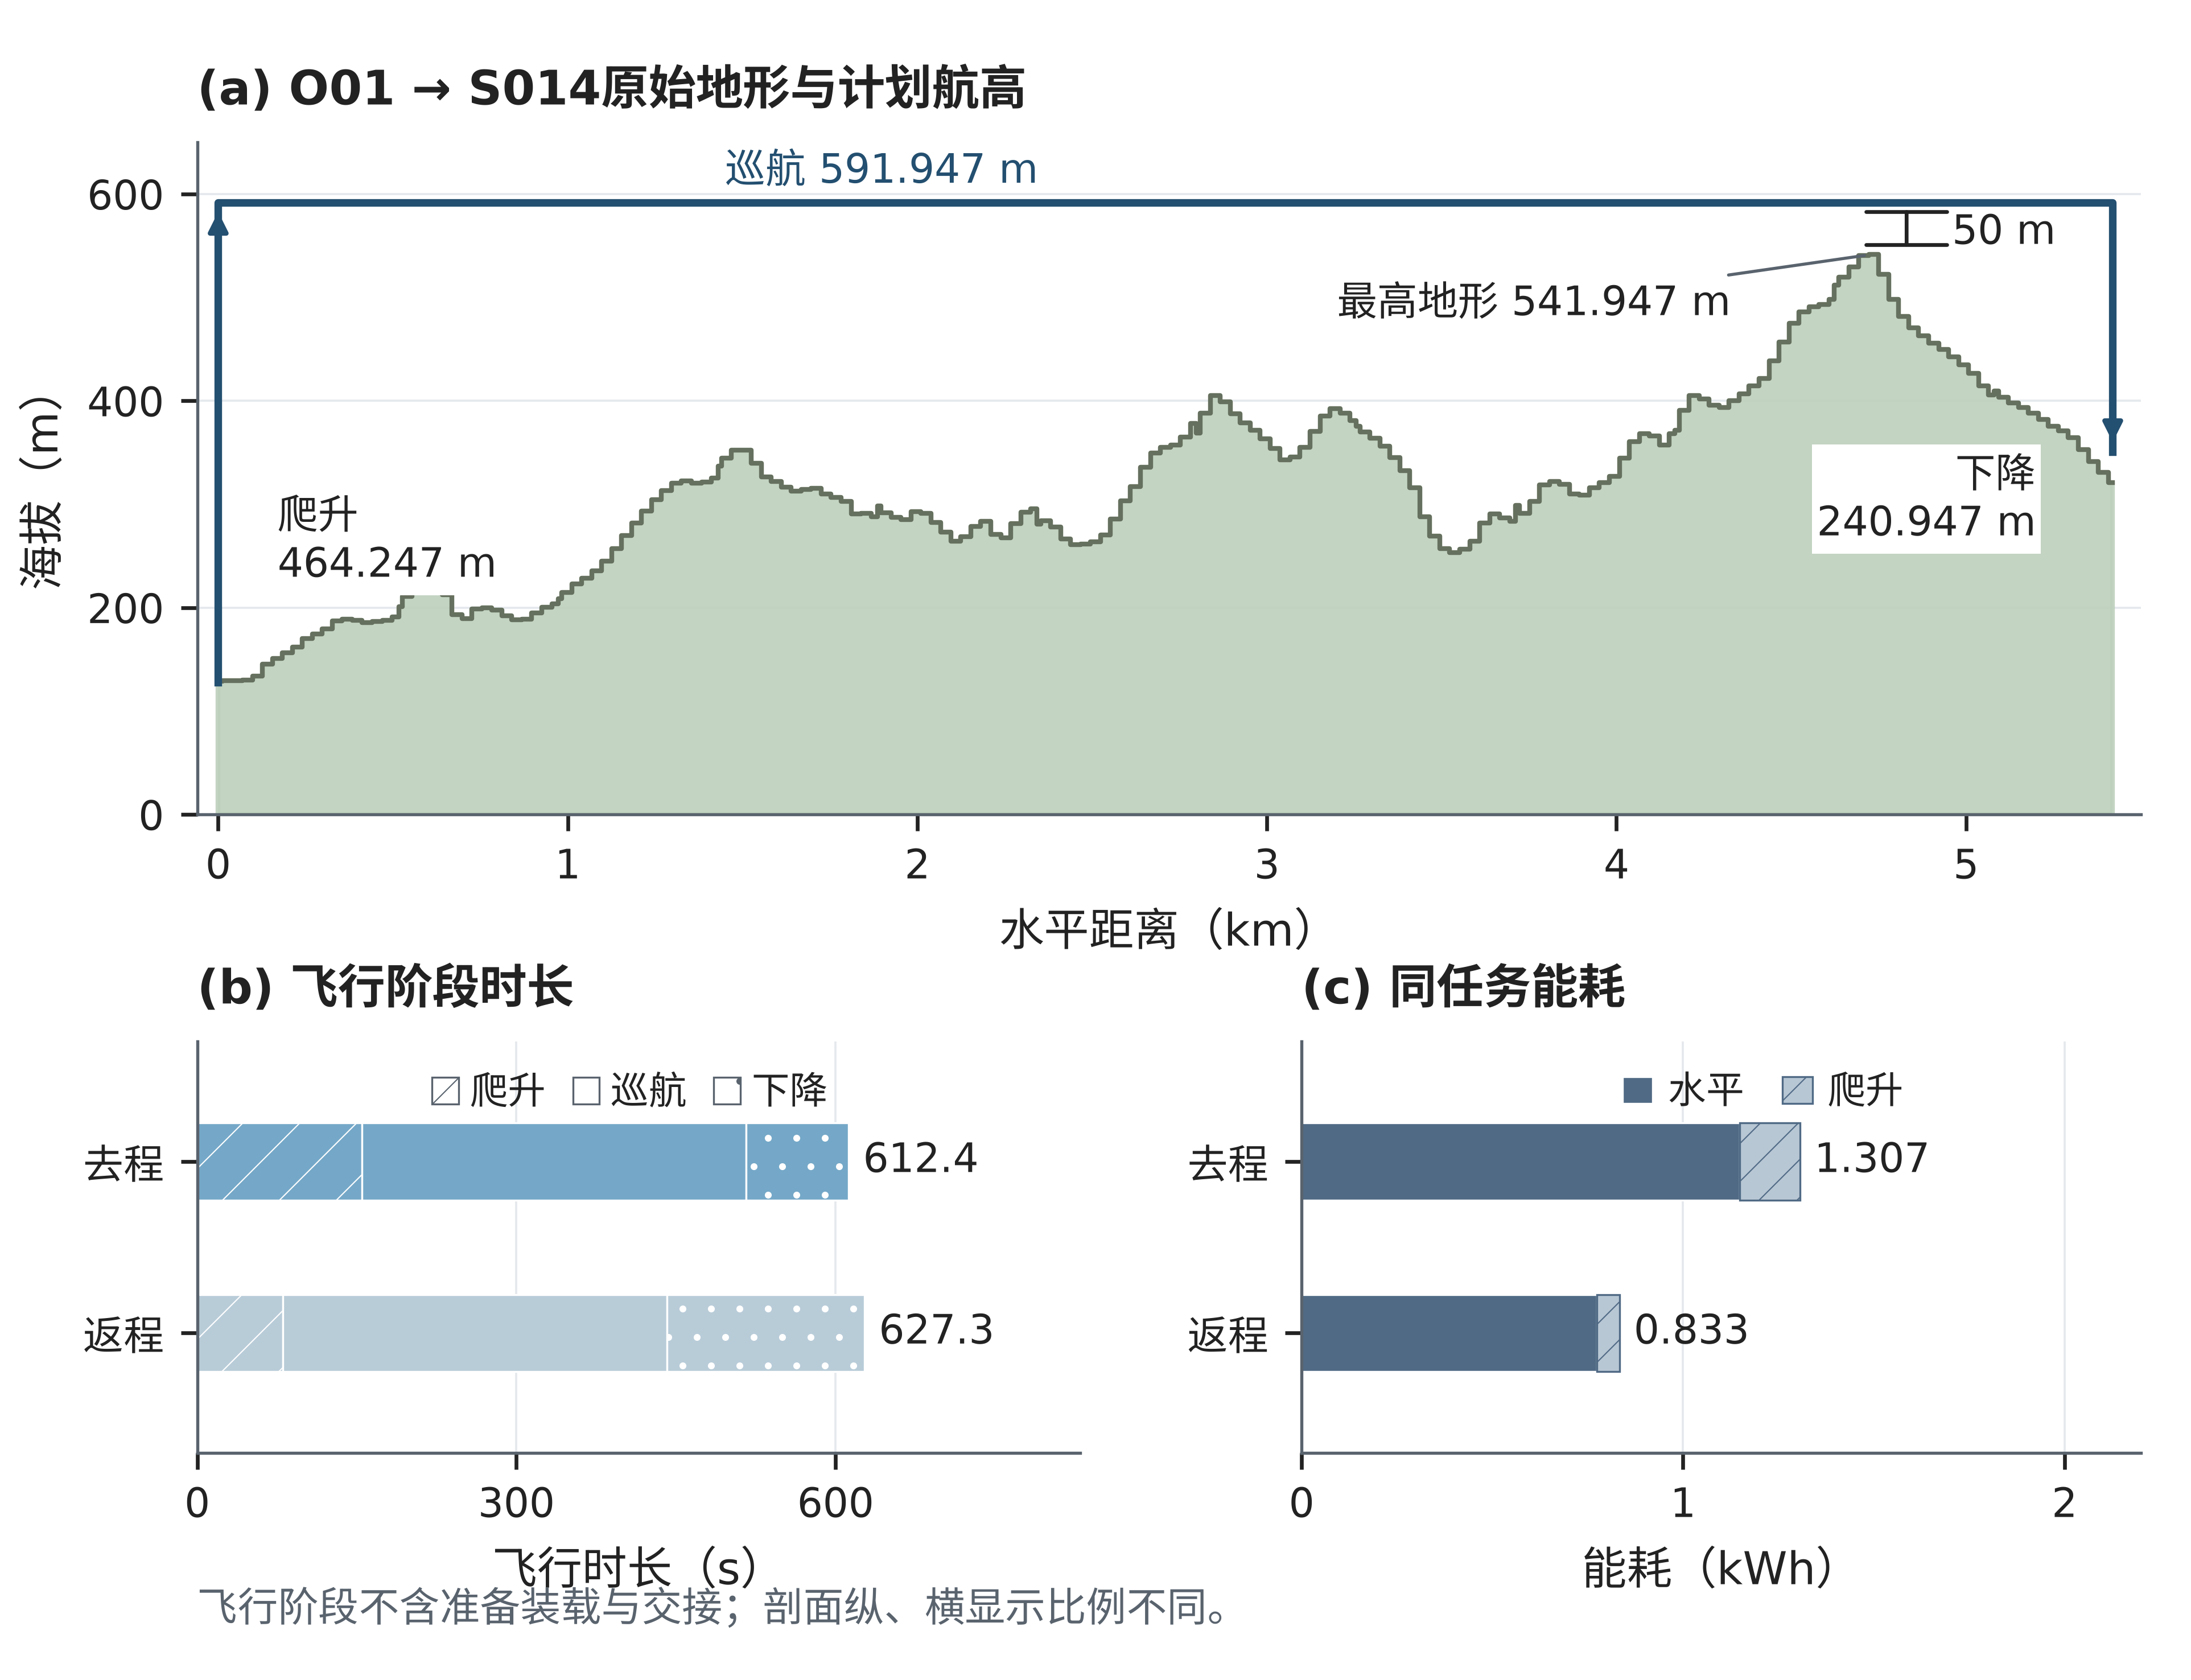 (a) O01 → S014原始地形与计划航高
巡航 591.947 m
50 m
最高地形 541.947 m
爬升
464.247 m
下降
240.947 m
海拔（m）
600
400
200
0
0 1 2 3 4 5
水平距离（km）
(b) 飞行阶段时长
爬升 巡航 下降
去程 612.4
返程 627.3
0 300 600
飞行时长（s）
(c) 同任务能耗
水平 爬升
去程 1.307
返程 0.833
0 1 2
能耗（kWh）
飞行阶段不含准备装载与交接；剖面纵、横显示比例不同。